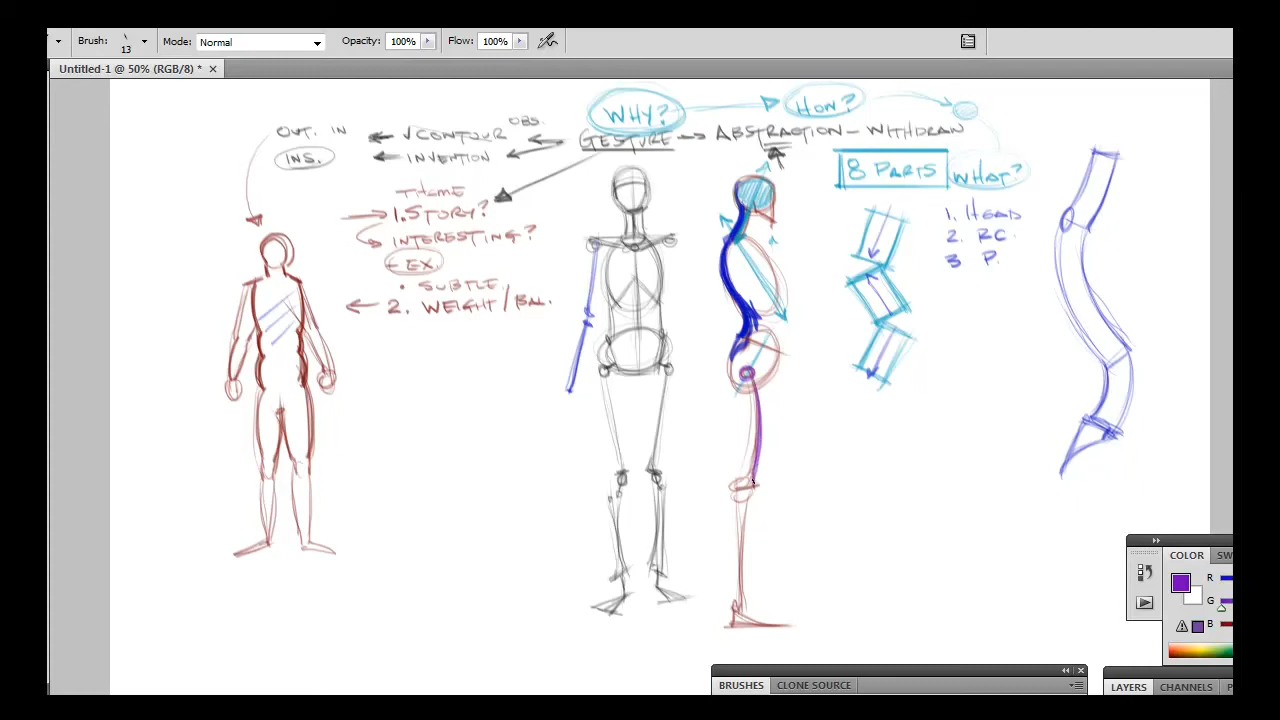 Brush: 13 Mode: Normal Opacity: 100% Flow: 100%
Untitled-1 @ 50% (RGB/8) * ×
WHY? HOW?
OUT. IN √CONTOUR OBS. GESTURE → ABSTRACTION - WITHDRAW
INS. INVENTION
8 PARTS WHAT?
THEME
1. STORY?
INTERESTING?
- EX.
• SUBTLE
2. WEIGHT/BAL.
1. HEAD
2. RC.
3 P.
COLOR SW
R
G
B
BRUSHES CLONE SOURCE
LAYERS CHANNELS P